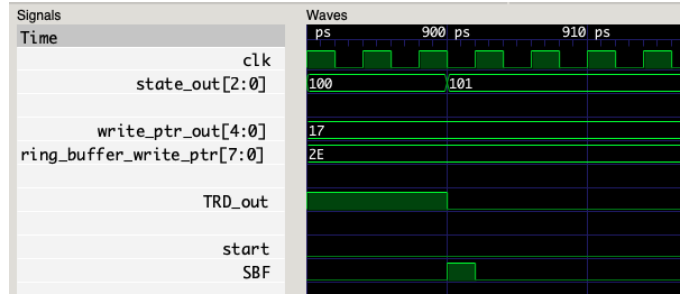 Signals Waves
Time ps 900 ps 910 ps
clk
state_out[2:0] 100 101
write_ptr_out[4:0] 17
ring_buffer_write_ptr[7:0] 2E
TRD_out
start
SBF